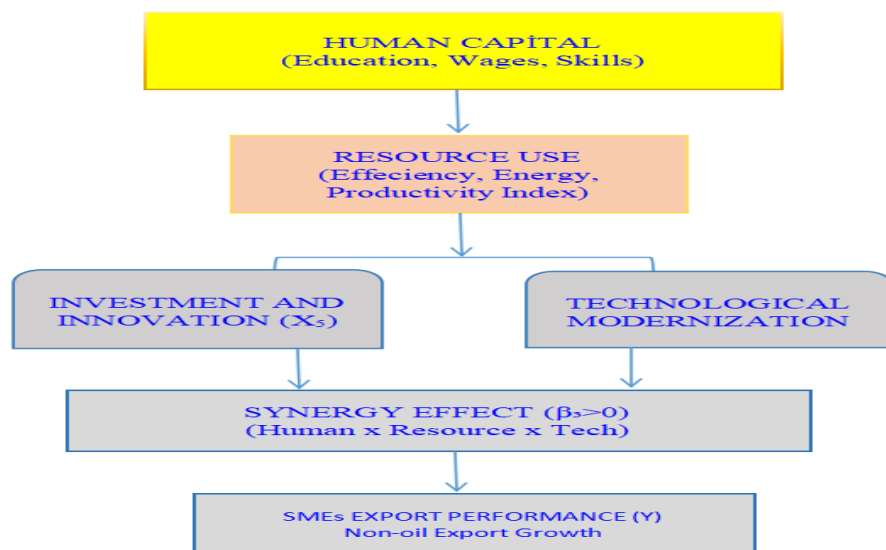 HUMAN CAPİTAL
(Education, Wages, Skills)
RESOURCE USE
(Effeciency, Energy,
Productivity Index)
INVESTMENT AND
INNOVATION (X₅)
TECHNOLOGICAL
MODERNIZATION
SYNERGY EFFECT (β₃>0)
(Human x Resource x Tech)
SMEs EXPORT PERFORMANCE (Y)
Non-oil Export Growth